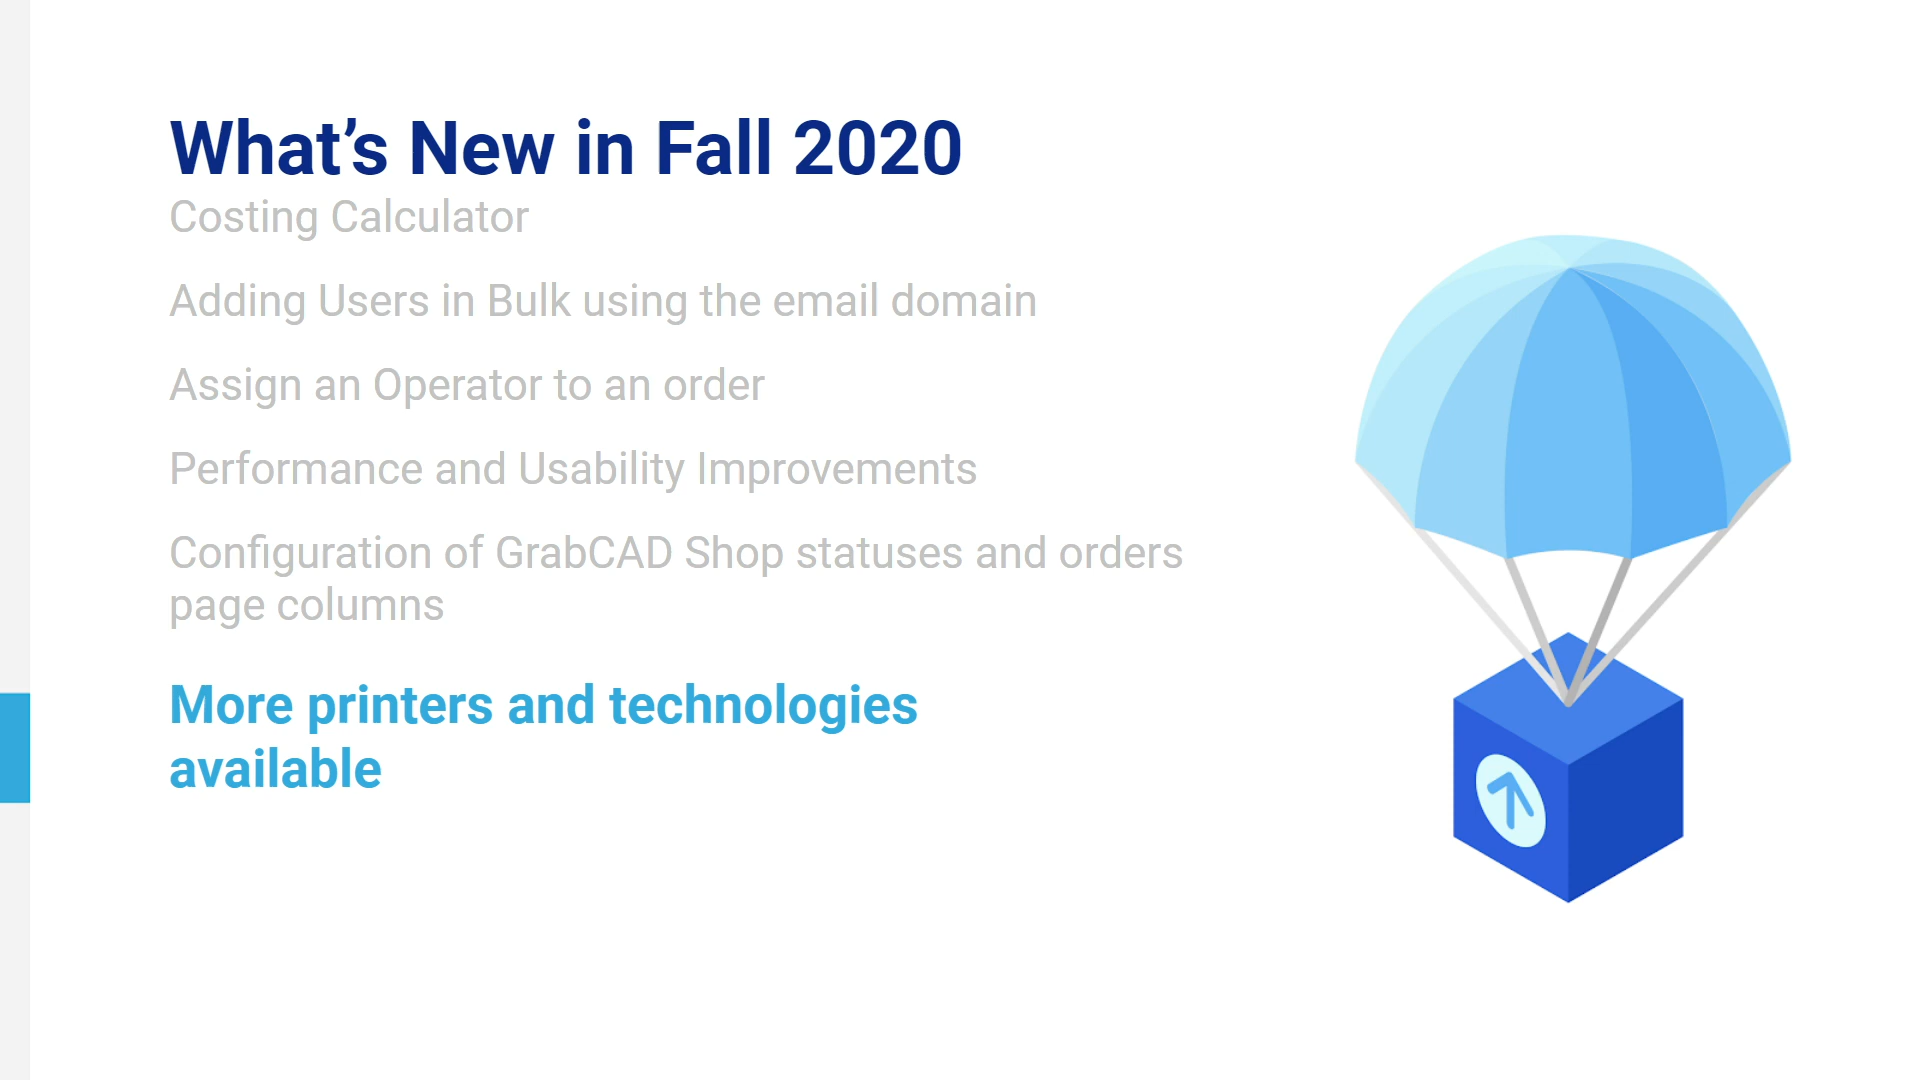 What’s New in Fall 2020
Costing Calculator
Adding Users in Bulk using the email domain
Assign an Operator to an order
Performance and Usability Improvements
Configuration of GrabCAD Shop statuses and orders
page columns
More printers and technologies
available